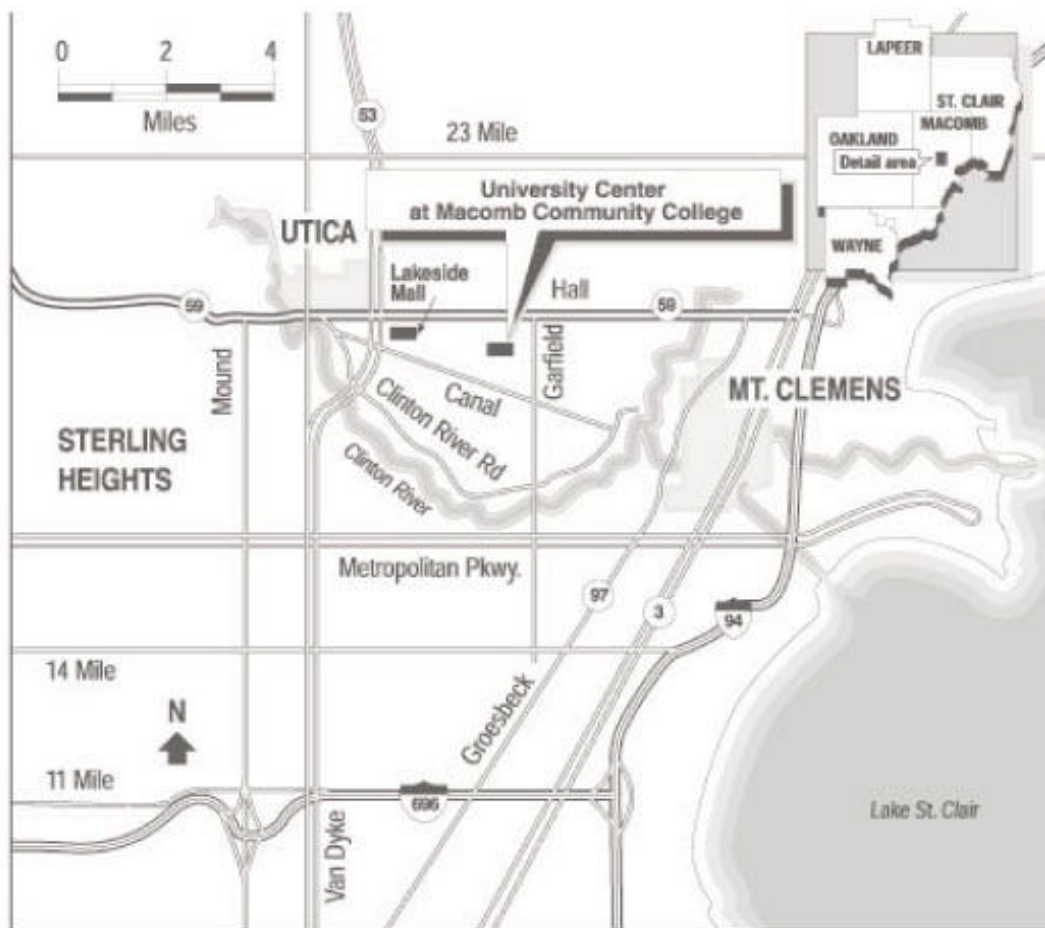 0 2 4
Miles
53
23 Mile
LAPEER
ST. CLAIR
MACOMB
OAKLAND
Detail area
WAYNE
University Center
at Macomb Community College
UTICA
Lakeside
Mall
Hall
59
59
Mound
Garfield
Canal
Clinton River Rd
Clinton River
MT. CLEMENS
STERLING
HEIGHTS
Metropolitan Pkwy.
97
3
94
14 Mile
N
Groesbeck
11 Mile
696
Van Dyke
Lake St. Clair